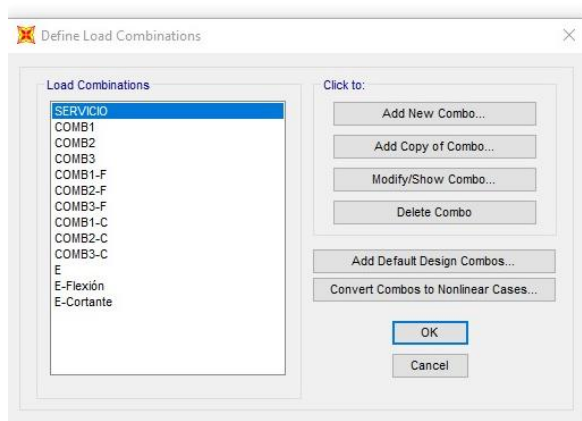 Define Load Combinations
Load Combinations
SERVICIO
COMB1
COMB2
COMB3
COMB1-F
COMB2-F
COMB3-F
COMB1-C
COMB2-C
COMB3-C
E
E-Flexión
E-Cortante
Click to:
Add New Combo...
Add Copy of Combo...
Modify/Show Combo...
Delete Combo
Add Default Design Combos...
Convert Combos to Nonlinear Cases...
OK
Cancel